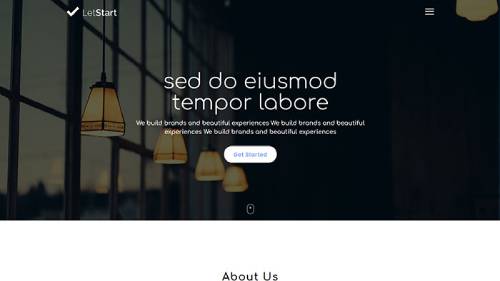 LetStart
sed do eiusmod
tempor labore
We build brands and beautiful experiences We build brands and beautiful
experiences We build brands and beautiful experiences
Get Started
About Us